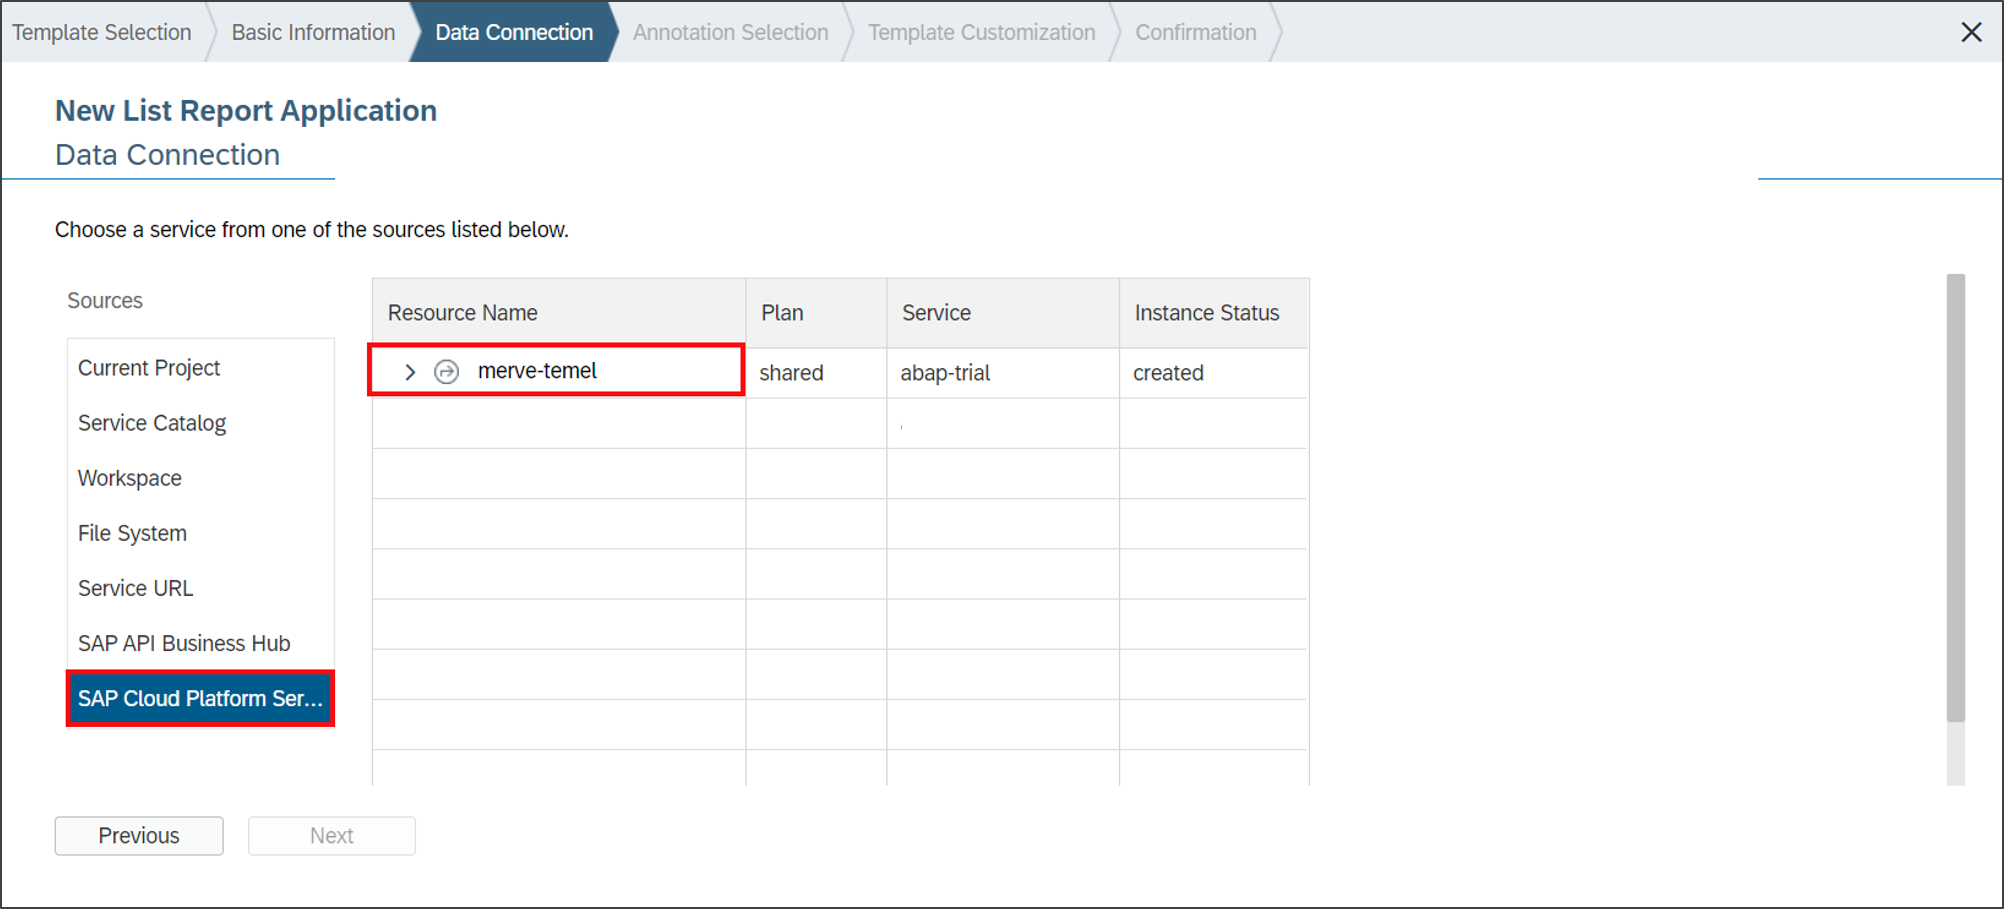 Template Selection
Basic Information
Data Connection
Annotation Selection
Template Customization
Confirmation
New List Report Application
Data Connection
Choose a service from one of the sources listed below.
Sources
Current Project
Service Catalog
Workspace
File System
Service URL
SAP API Business Hub
SAP Cloud Platform Ser...
Resource Name Plan Service Instance Status
merve-temel shared abap-trial created
Previous Next